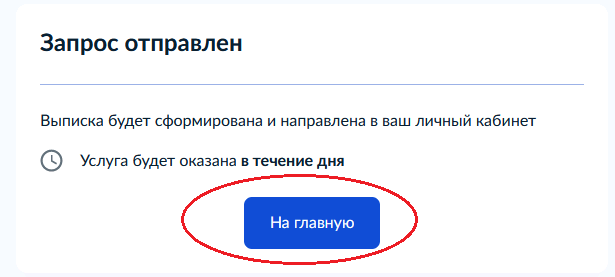 Запрос отправлен
Выписка будет сформирована и направлена в ваш личный кабинет
Услуга будет оказана в течение дня
На главную